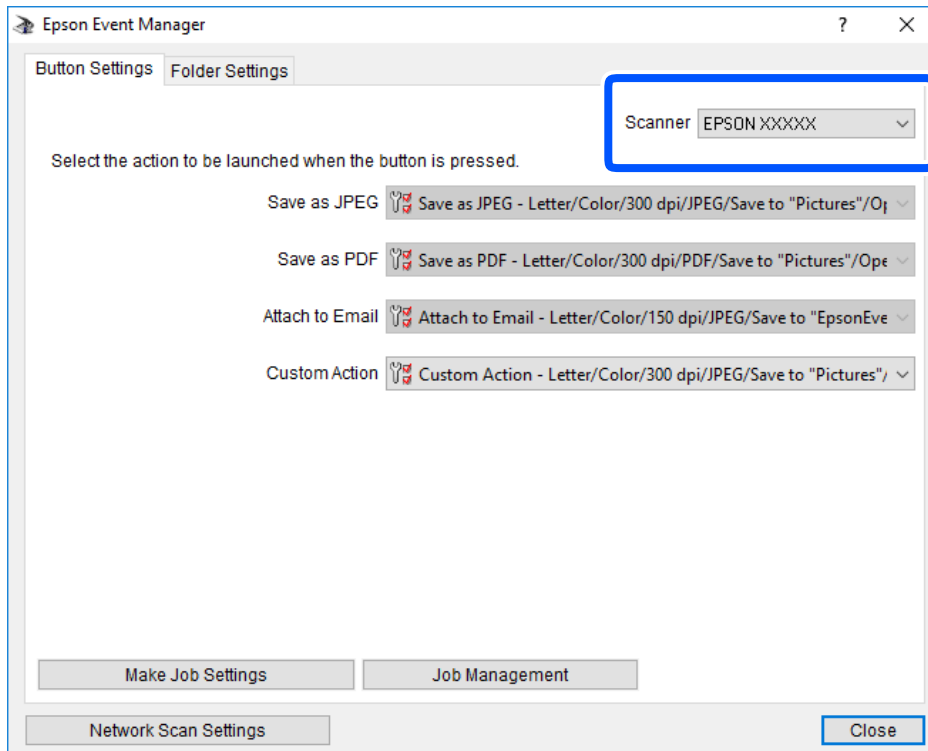 Epson Event Manager
Button Settings Folder Settings
Scanner EPSON XXXXX
Select the action to be launched when the button is pressed.
Save as JPEG Save as JPEG - Letter/Color/300 dpi/JPEG/Save to "Pictures"/Op
Save as PDF Save as PDF - Letter/Color/300 dpi/PDF/Save to "Pictures"/Ope
Attach to Email Attach to Email - Letter/Color/150 dpi/JPEG/Save to "EpsonEve
Custom Action Custom Action - Letter/Color/300 dpi/JPEG/Save to "Pictures"/
Make Job Settings Job Management
Network Scan Settings Close